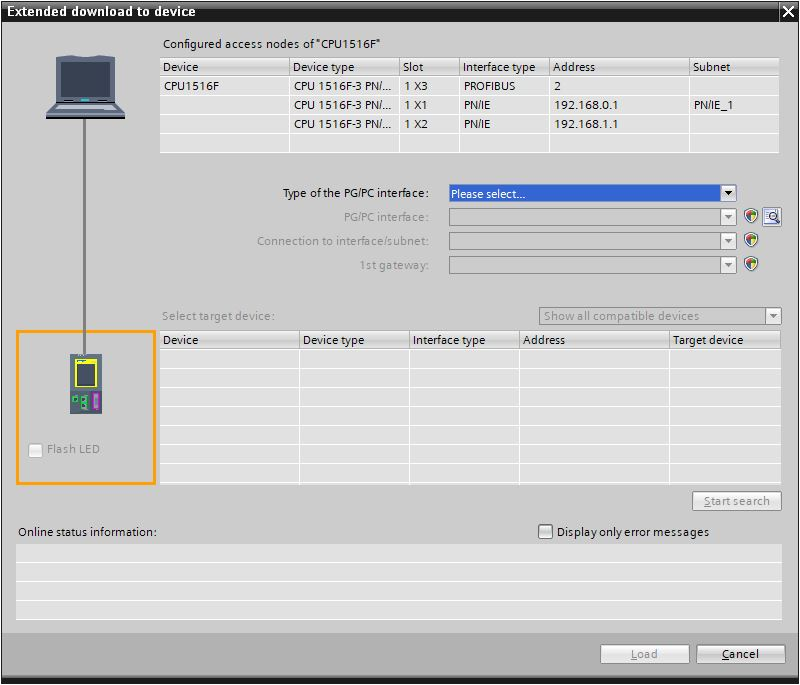 Extended download to device
Configured access nodes of "CPU1516F"
Device Device type Slot Interface type Address Subnet
CPU1516F CPU 1516F-3 PN/... 1 X3 PROFIBUS 2
CPU 1516F-3 PN/... 1 X1 PN/IE 192.168.0.1 PN/IE_1
CPU 1516F-3 PN/... 1 X2 PN/IE 192.168.1.1
Type of the PG/PC interface: Please select...
PG/PC interface:
Connection to interface/subnet:
1st gateway:
Select target device: Show all compatible devices
Device Device type Interface type Address Target device
Flash LED
Start search
Online status information: Display only error messages
Load Cancel